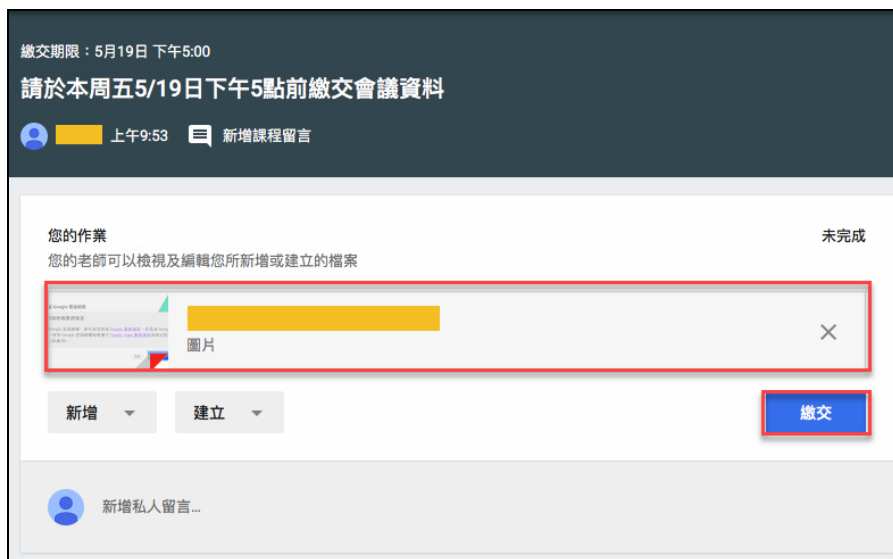 繳交期限：5月19日 下午5:00
請於本周五5/19日下午5點前繳交會議資料
上午9:53 新增課程留言
您的作業 未完成
您的老師可以檢視及編輯您所新增或建立的檔案
圖片
新增 建立 繳交
新增私人留言...